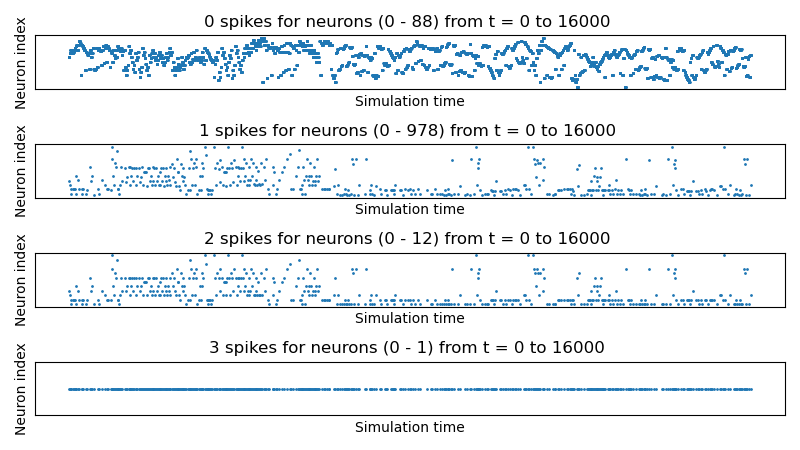 0 spikes for neurons (0 - 88) from t = 0 to 16000
Neuron index
Simulation time
1 spikes for neurons (0 - 978) from t = 0 to 16000
Neuron index
Simulation time
2 spikes for neurons (0 - 12) from t = 0 to 16000
Neuron index
Simulation time
3 spikes for neurons (0 - 1) from t = 0 to 16000
Neuron index
Simulation time